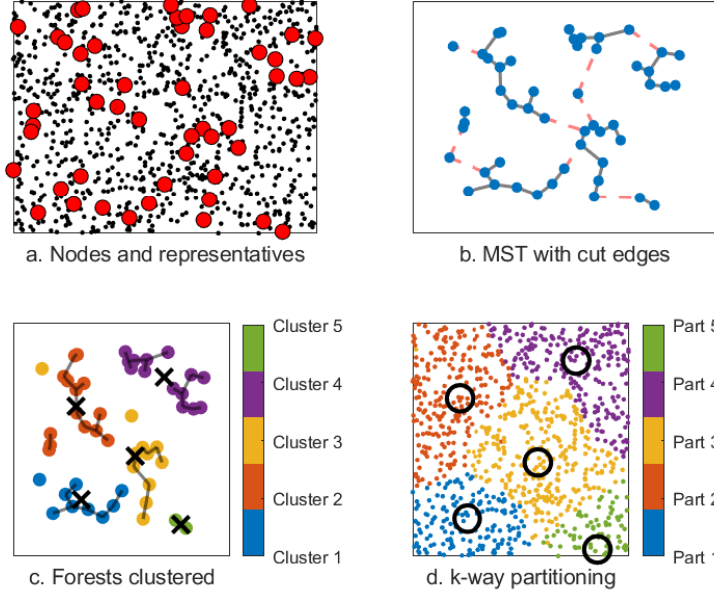 a. Nodes and representatives
b. MST with cut edges
Cluster 5
Cluster 4
Cluster 3
Cluster 2
Cluster 1
c. Forests clustered
Part 5
Part 4
Part 3
Part 2
Part 1
d. k-way partitioning